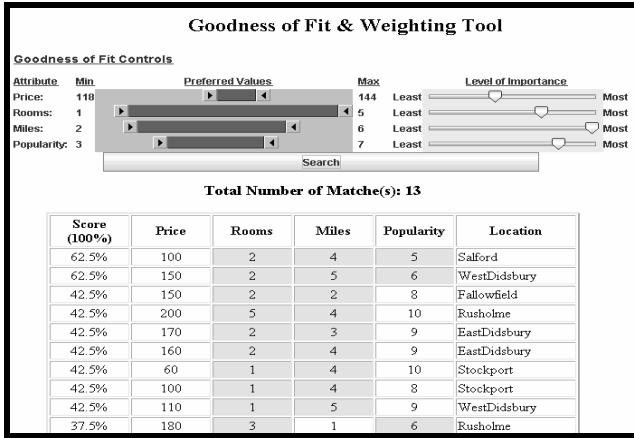 Goodness of Fit & Weighting Tool
Goodness of Fit Controls
Attribute Min Preferred Values Max Level of Importance
Price: 118 144 Least Most
Rooms: 1 5 Least Most
Miles: 2 6 Least Most
Popularity: 3 7 Least Most
Search
Total Number of Matche(s): 13
Score (100%) Price Rooms Miles Popularity Location
62.5% 100 2 4 5 Salford
62.5% 150 2 5 6 WestDidsbury
42.5% 150 2 2 8 Fallowfield
42.5% 200 5 4 10 Rusholme
42.5% 170 2 3 9 EastDidsbury
42.5% 160 2 4 9 EastDidsbury
42.5% 60 1 4 10 Stockport
42.5% 100 1 4 8 Stockport
42.5% 110 1 5 9 WestDidsbury
37.5% 180 3 1 6 Rusholme